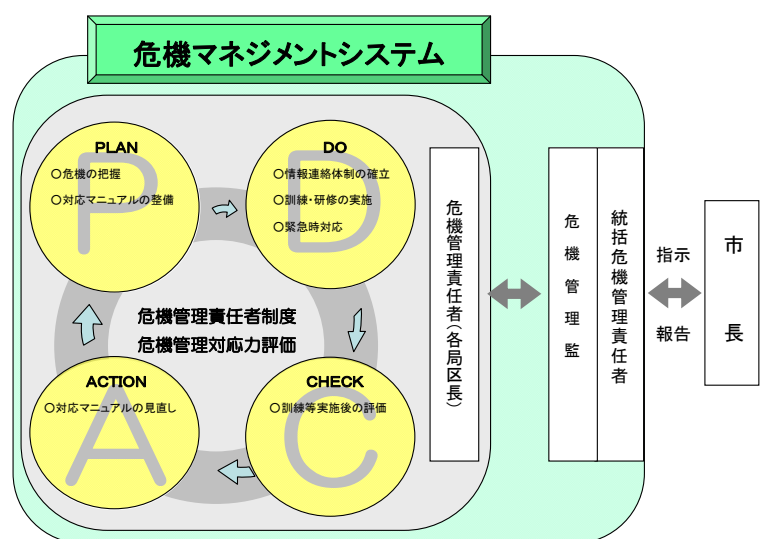 危機マネジメントシステム
PLAN
○危機の把握
○対応マニュアルの整備
P
DO
○情報連絡体制の確立
○訓練・研修の実施
○緊急時対応
D
危機管理責任者制度
危機管理対応力評価
ACTION
○対応マニュアルの見直し
A
CHECK
○訓練等実施後の評価
C
危機管理責任者(各局区長)
危機管理監
統括危機管理責任者
指示
報告
市長